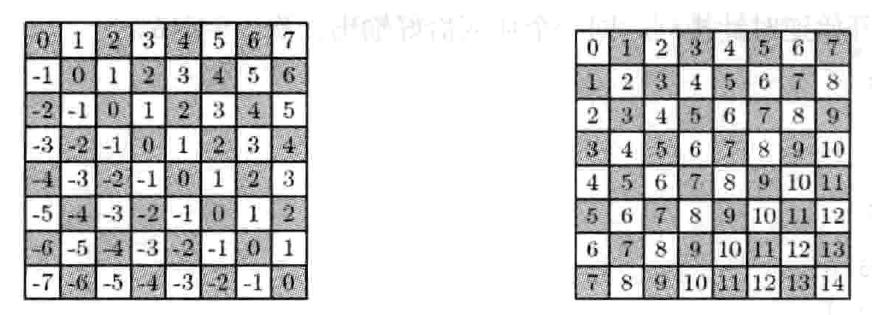 0 1 2 3 4 5 6 7
-1 0 1 2 3 4 5 6
-2 -1 0 1 2 3 4 5
-3 -2 -1 0 1 2 3 4
-4 -3 -2 -1 0 1 2 3
-5 -4 -3 -2 -1 0 1 2
-6 -5 -4 -3 -2 -1 0 1
-7 -6 -5 -4 -3 -2 -1 0
0 1 2 3 4 5 6 7
1 2 3 4 5 6 7 8
2 3 4 5 6 7 8 9
3 4 5 6 7 8 9 10
4 5 6 7 8 9 10 11
5 6 7 8 9 10 11 12
6 7 8 9 10 11 12 13
7 8 9 10 11 12 13 14